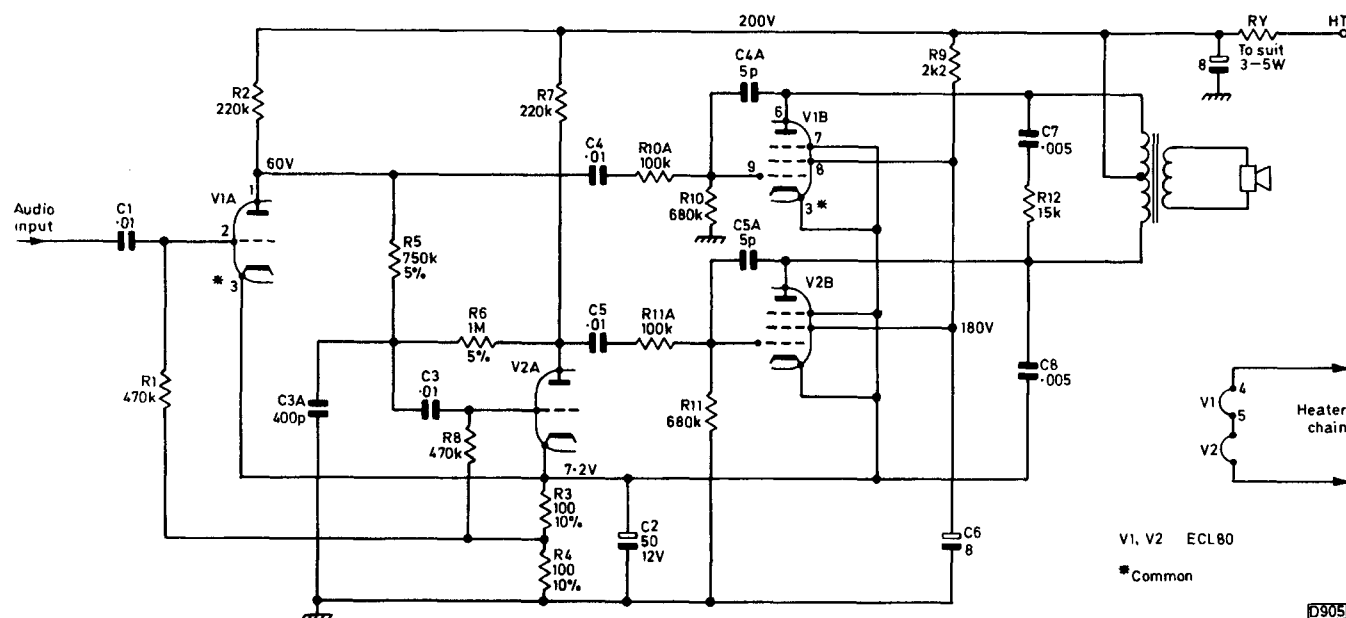 200V
RY
HT
To suit
3-5W
8
R2
220k
R7
220k
C4A
5p
R9
2k2
V1B
6
7
8
9
3*
60V
C4
.01
R10A
100k
R10
680k
C7
.005
R12
15k
Audio
input
C1
.01
V1A
1
2
* 3
R5
750k
5%
C5A
5p
V2B
R6
1M
5%
C5
.01
R11A
100k
180V
R1
470k
C3A
400p
C3
.01
V2A
R8
470k
R11
680k
C8
.005
V1
4
5
V2
Heater
chain
7·2V
R3
100
10%
C2
50
12V
R4
100
10%
C6
8
V1, V2 ECL80
*Common
D905